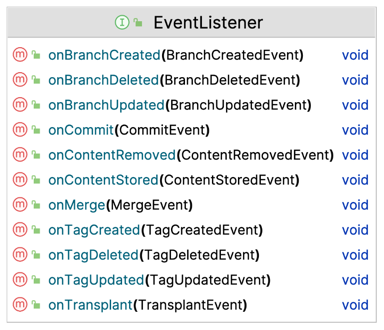 EventListener
onBranchCreated(BranchCreatedEvent) void
onBranchDeleted(BranchDeletedEvent) void
onBranchUpdated(BranchUpdatedEvent) void
onCommit(CommitEvent) void
onContentRemoved(ContentRemovedEvent) void
onContentStored(ContentStoredEvent) void
onMerge(MergeEvent) void
onTagCreated(TagCreatedEvent) void
onTagDeleted(TagDeletedEvent) void
onTagUpdated(TagUpdatedEvent) void
onTransplant(TransplantEvent) void